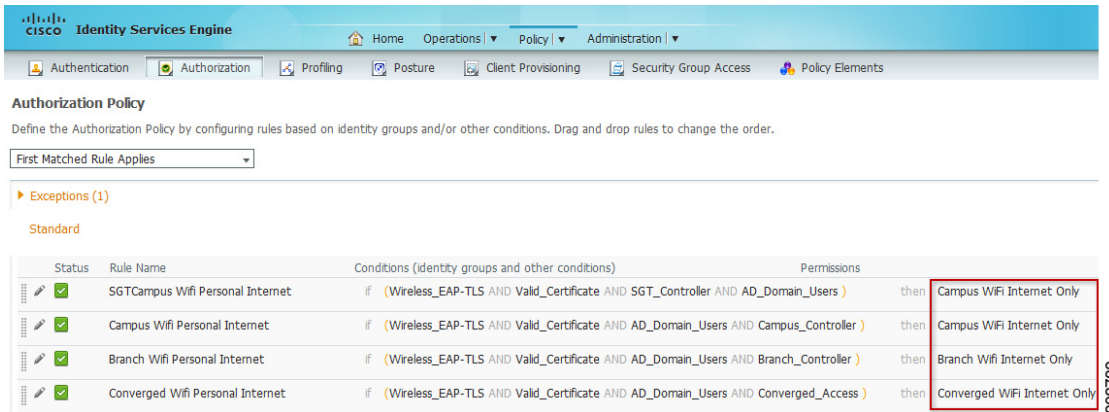 CISCO Identity Services Engine
Home Operations | ▼ Policy | ▼ Administration | ▼
Authentication Authorization Profiling Posture Client Provisioning Security Group Access Policy Elements
Authorization Policy
Define the Authorization Policy by configuring rules based on identity groups and/or other conditions. Drag and drop rules to change the order.
First Matched Rule Applies
Exceptions (1)
Standard
Status Rule Name Conditions (identity groups and other conditions) Permissions
SGTCampus Wifi Personal Internet if (Wireless_EAP-TLS AND Valid_Certificate AND SGT_Controller AND AD_Domain_Users ) then Campus WiFi Internet Only
Campus Wifi Personal Internet if (Wireless_EAP-TLS AND Valid_Certificate AND AD_Domain_Users AND Campus_Controller ) then Campus WiFi Internet Only
Branch Wifi Personal Internet if (Wireless_EAP-TLS AND Valid_Certificate AND AD_Domain_Users AND Branch_Controller ) then Branch Wifi Internet Only
Converged Wifi Personal Internet if (Wireless_EAP-TLS AND Valid_Certificate AND AD_Domain_Users AND Converged_Access ) then Converged WiFi Internet Only